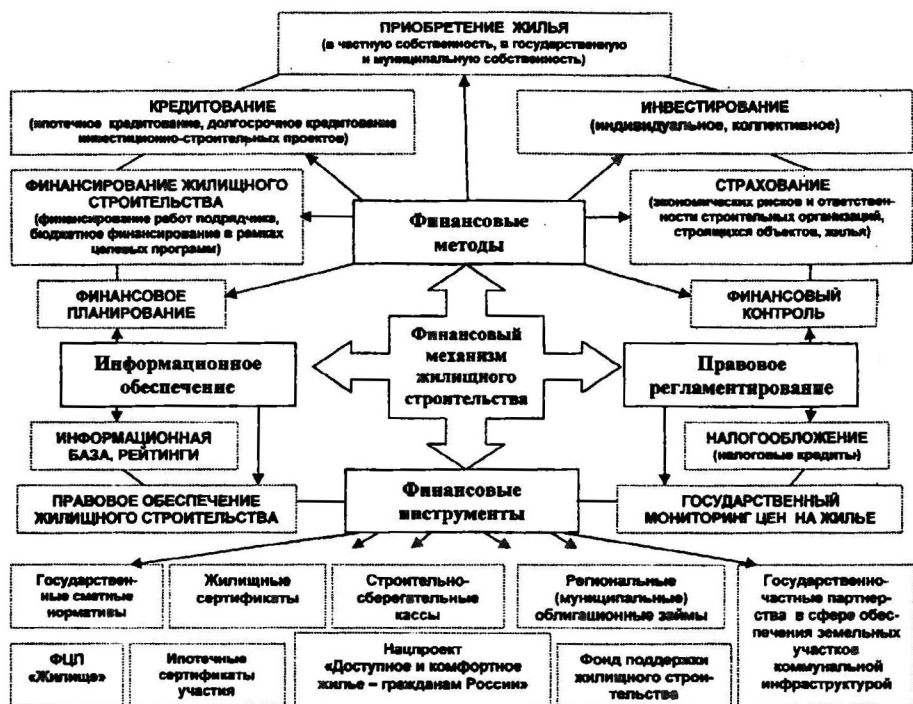 ПРИОБРЕТЕНИЕ ЖИЛЬЯ
(в частную собственность, в государственную
и муниципальную собственность)
КРЕДИТОВАНИЕ
(ипотечное кредитование, долгосрочное кредитование
инвестиционно-строительных проектов)
ИНВЕСТИРОВАНИЕ
(индивидуальное, коллективное)
ФИНАНСИРОВАНИЕ ЖИЛИЩНОГО
СТРОИТЕЛЬСТВА
(финансирование работ подрядчика,
бюджетное финансирование в рамках
целевых программ)
Финансовые
методы
СТРАХОВАНИЕ
(экономических рисков и ответствен-
ности строительных организаций,
строящихся объектов, жилья)
ФИНАНСОВОЕ
ПЛАНИРОВАНИЕ
ФИНАНСОВЫЙ
КОНТРОЛЬ
Информационное
обеспечение
Финансовый
механизм
жилищного
строительства
Правовое
регламентирование
ИНФОРМАЦИОННАЯ
БАЗА, РЕЙТИНГИ
НАЛОГООБЛОЖЕНИЕ
(налоговые кредиты)
ПРАВОВОЕ ОБЕСПЕЧЕНИЕ
ЖИЛИЩНОГО СТРОИТЕЛЬСТВА
Финансовые
инструменты
ГОСУДАРСТВЕННЫЙ
МОНИТОРИНГ ЦЕН НА ЖИЛЬЕ
Государствен-
ные сметные
нормативы
Жилищные
сертификаты
Строительно-
сберегательные
кассы
Региональные
(муниципальные)
облигационные займы
Государственно-
частные партнер-
ства в сфере обес-
печения земельных
участков
коммунальной
инфраструктурой
ФЦП
«Жилище»
Ипотечные
сертификаты
участия
Нацпроект
«Доступное и комфортное
жилье – гражданам России»
Фонд поддержки
жилищного строи-
тельства